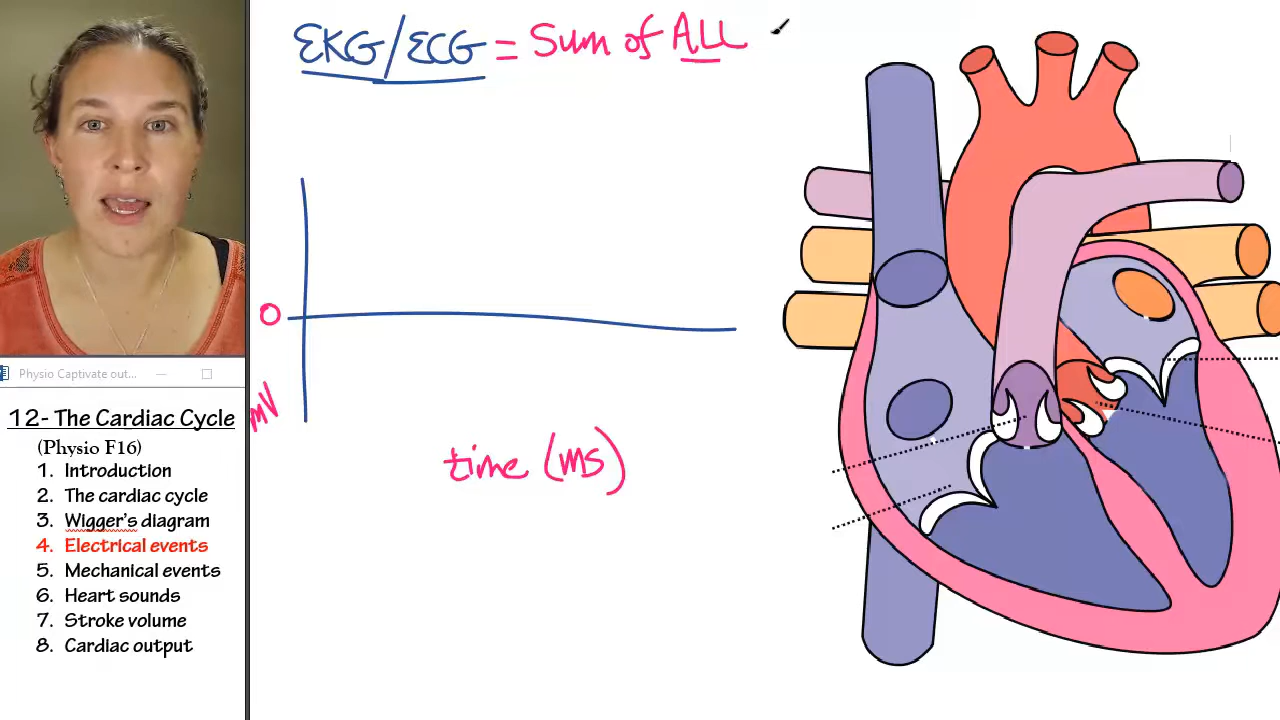 EKG/ECG = Sum of ALL
O
mV
time (ms)
Physio Captivate out...
12- The Cardiac Cycle
(Physio F16)
1. Introduction
2. The cardiac cycle
3. Wigger's diagram
4. Electrical events
5. Mechanical events
6. Heart sounds
7. Stroke volume
8. Cardiac output